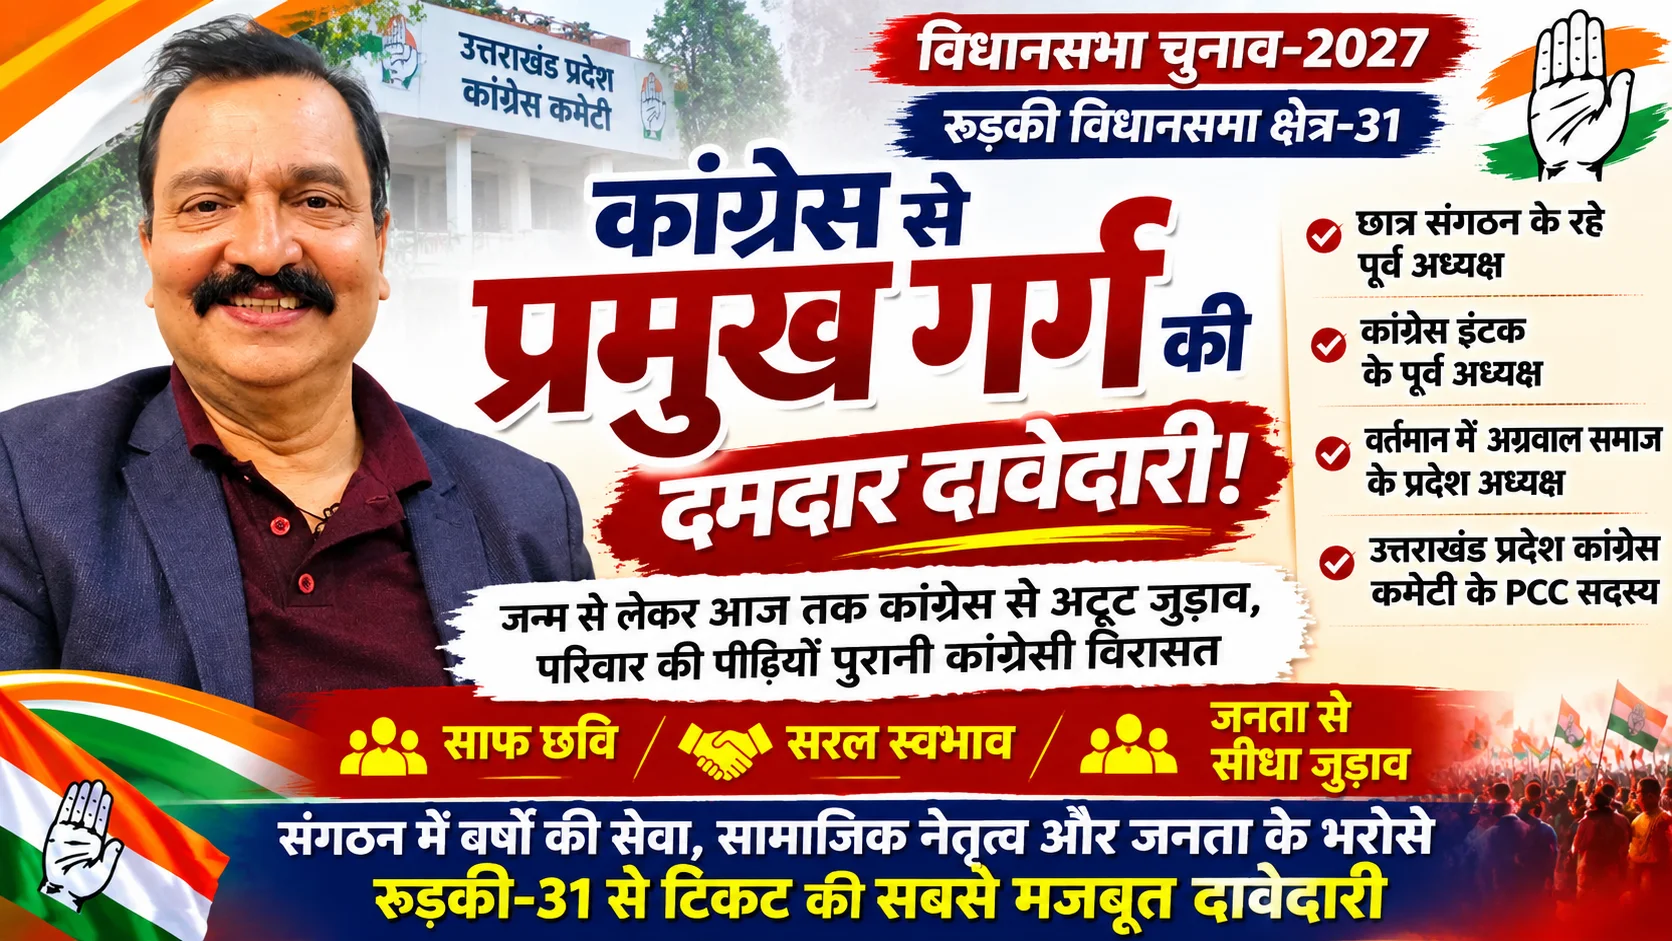 उत्तराखंड प्रदेश
कांग्रेस कमेटी
विधानसभा चुनाव-2027
रूड़की विधानसभा क्षेत्र-31
कांग्रेस से
प्रमुख गर्ग की
दमदार दावेदारी!
जन्म से लेकर आज तक कांग्रेस से अटूट जुड़ाव,
परिवार की पीढ़ियों पुरानी कांग्रेसी विरासत
छात्र संगठन के रहे
पूर्व अध्यक्ष
कांग्रेस इंटक
के पूर्व अध्यक्ष
वर्तमान में अग्रवाल समाज
के प्रदेश अध्यक्ष
उत्तराखंड प्रदेश कांग्रेस
कमेटी के PCC सदस्य
साफ छवि
सरल स्वभाव
जनता से
सीधा जुड़ाव
संगठन में बर्षो की सेवा, सामाजिक नेतृत्व और जनता के भरोसे
रूड़की-31 से टिकट की सबसे मजबूत दावेदारी